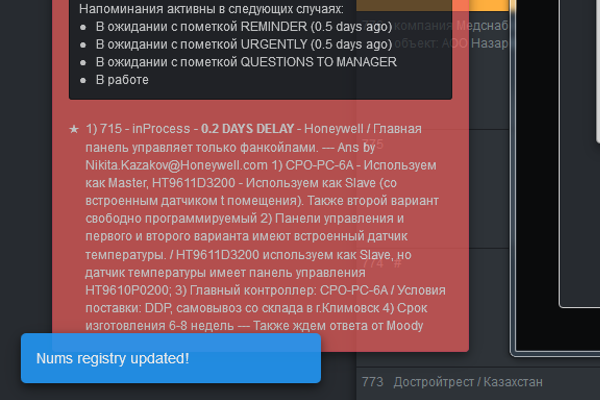 Напоминания активны в следующих случаях:
● В ожидании с пометкой REMINDER (0.5 days ago)
● В ожидании с пометкой URGENTLY (0.5 days ago)
● В ожидании с пометкой QUESTIONS TO MANAGER
● В работе
★ 1) 715 - inProcess - 0.2 DAYS DELAY - Honeywell / Главная
панель управляет только фанкойлами. --- Ans by
Nikita.Kazakov@Honeywell.com 1) CPO-PC-6A - Используем
как Master, HT9611D3200 - Используем как Slave (со
встроенным датчиком t помещения). Также второй вариант
свободно программируемый 2) Панели управления и
первого и второго варианта имеют встроенный датчик
температуры. / HT9611D3200 используем как Slave, но
датчик температуры имеет панель управления
HT9610P0200; 3) Главный контроллер: CPO-PC-6A / Условия
поставки: DDP, самовывоз со склада в г.Климовск 4) Срок
изготовления 6-8 недель --- Также ждем ответа от Moody
Nums registry updated!
компания Медснаб
объект: АОО Назар
775
774 #
773 Достройтрест / Казахстан